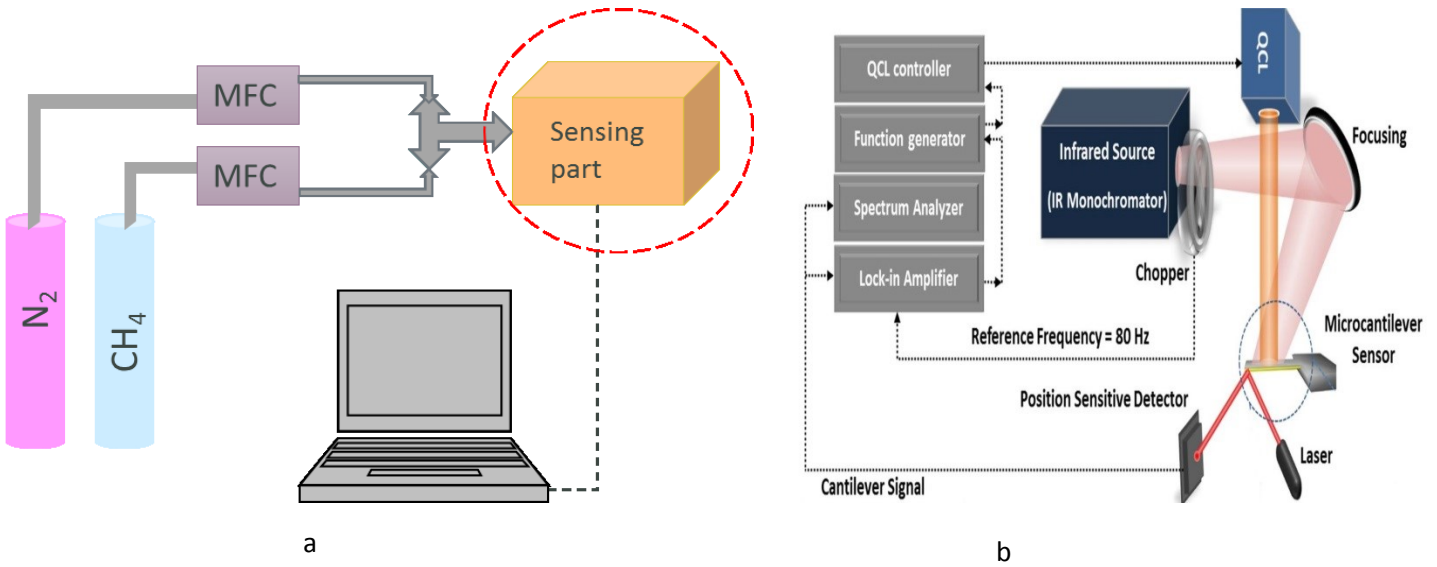 MFC
MFC
Sensing
part
N₂
CH₄
a
QCL controller
Function generator
Spectrum Analyzer
Lock-in Amplifier
QCL
Infrared Source
(IR Monochromator)
Focusing
Chopper
Reference Frequency = 80 Hz
Microcantilever
Sensor
Position Sensitive Detector
Laser
Cantilever Signal
b